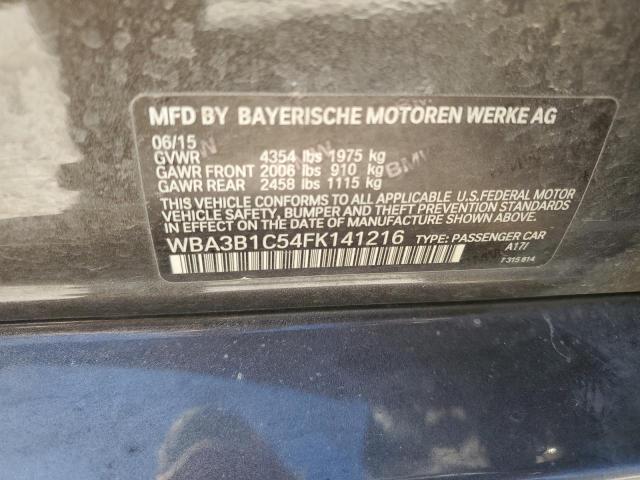 MFD BY BAYERISCHE MOTOREN WERKE AG
06/15
GVWR 4354 lbs 1975 kg
GAWR FRONT 2006 lbs 910 kg
GAWR REAR 2458 lbs 1115 kg
THIS VEHICLE CONFORMS TO ALL APPLICABLE U.S.FEDERAL MOTOR
VEHICLE SAFETY, BUMPER, AND THEFT PREVENTION STANDARDS
IN EFFECT ON THE DATE OF MANUFACTURE SHOWN ABOVE.
WBA3B1C54FK141216 TYPE: PASSENGER CAR
A17/
7 315 814